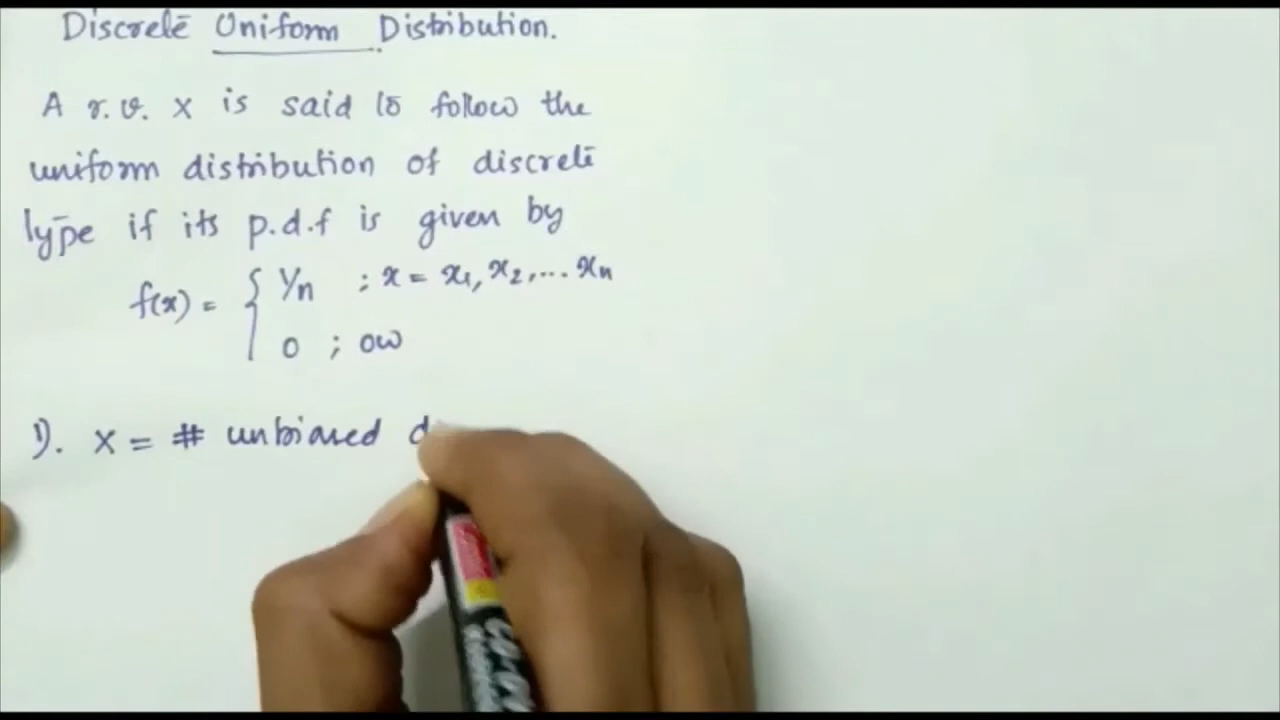 Discrete Uniform Distribution.
A r.v. X is said to follow the
uniform distribution of discrete
type if its p.d.f is given by
f(x) = { 1/n ; x = x1, x2, ... xn
0 ; ow
1). X = # unbiased d